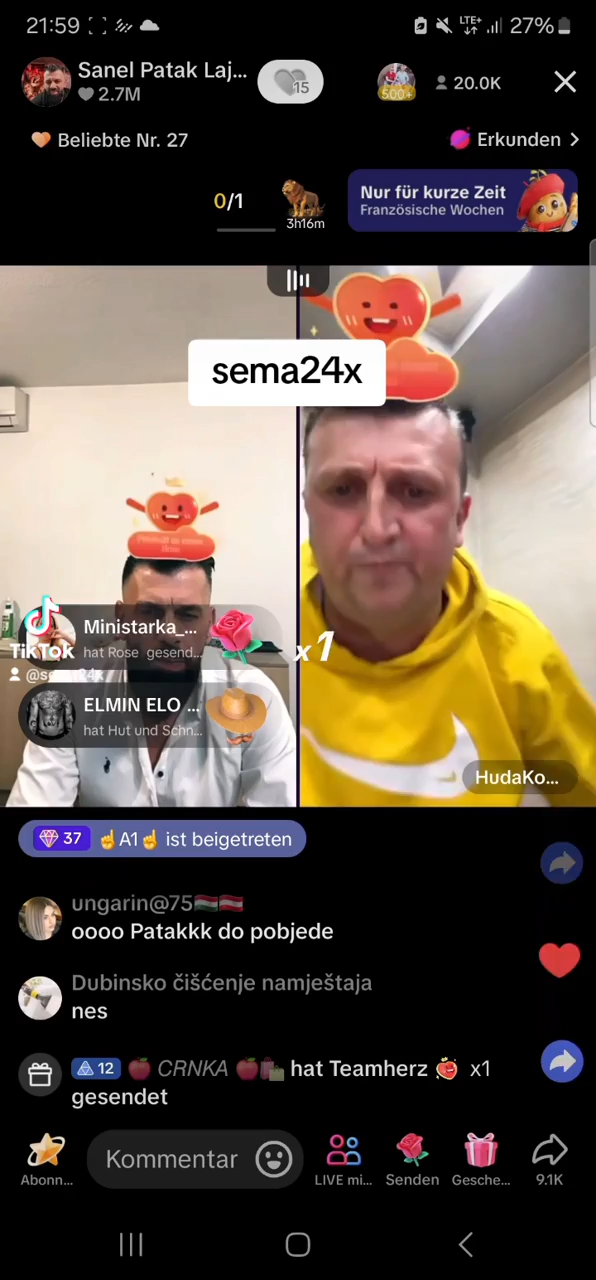 21:59
LTE+
27%
Sanel Patak Laj...
2.7M
15
500+
20.0K
Beliebte Nr. 27
Erkunden
0/1
3h16m
Nur für kurze Zeit
Französische Wochen
sema24x
Ministarka_...
hat Rose gesend...
x1
TikTok
ELMIN ELO ...
hat Hut und Schn...
HudaKo...
37 ☝A1☝ ist beigetreten
ungarin@75🇭🇺🇦🇹
oooo Patakkk do pobjede
Dubinsko čišćenje namještaja
nes
12 🍎 CRNKA 🍎🛍 hat Teamherz x1
gesendet
Abonn...
Kommentar
LIVE mi...
Senden
Gesche...
9.1K